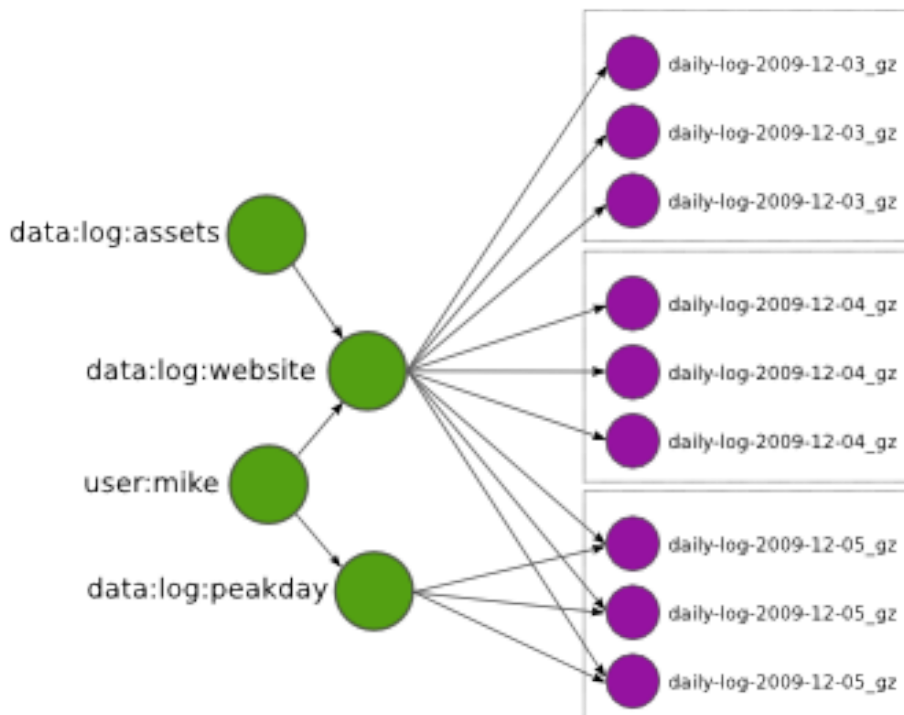 daily-log-2009-12-03_gz
daily-log-2009-12-03_gz
daily-log-2009-12-03_gz
data:log:assets
daily-log-2009-12-04_gz
data:log:website
daily-log-2009-12-04_gz
daily-log-2009-12-04_gz
user:mike
daily-log-2009-12-05_gz
data:log:peakday
daily-log-2009-12-05_gz
daily-log-2009-12-05_gz